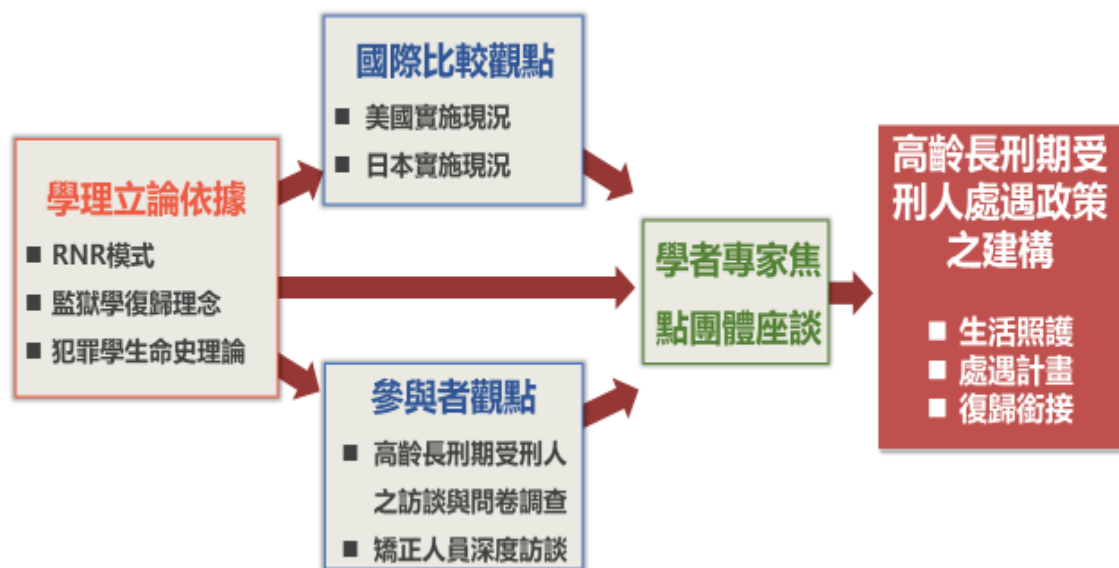 學理立論依據
■ RNR模式
■ 監獄學復歸理念
■ 犯罪學生命史理論
國際比較觀點
■ 美國實施現況
■ 日本實施現況
參與者觀點
■ 高齡長刑期受刑人
之訪談與問卷調查
■ 矯正人員深度訪談
學者專家焦
點團體座談
高齡長刑期受
刑人處遇政策
之建構
■ 生活照護
■ 處遇計畫
■ 復歸銜接